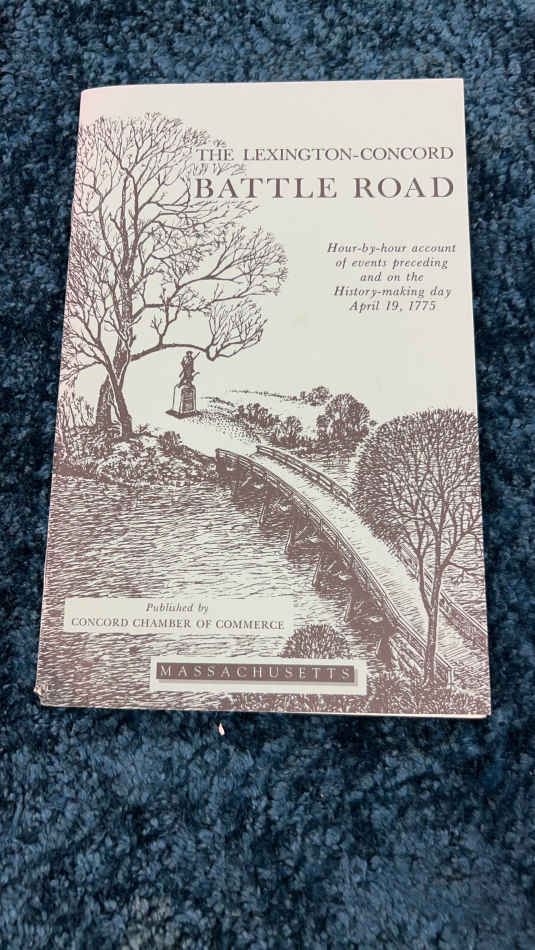 THE LEXINGTON-CONCORD
BATTLE ROAD
Hour-by-hour account
of events preceding
and on the
History-making day
April 19, 1775
Published by
CONCORD CHAMBER OF COMMERCE
MASSACHUSETTS